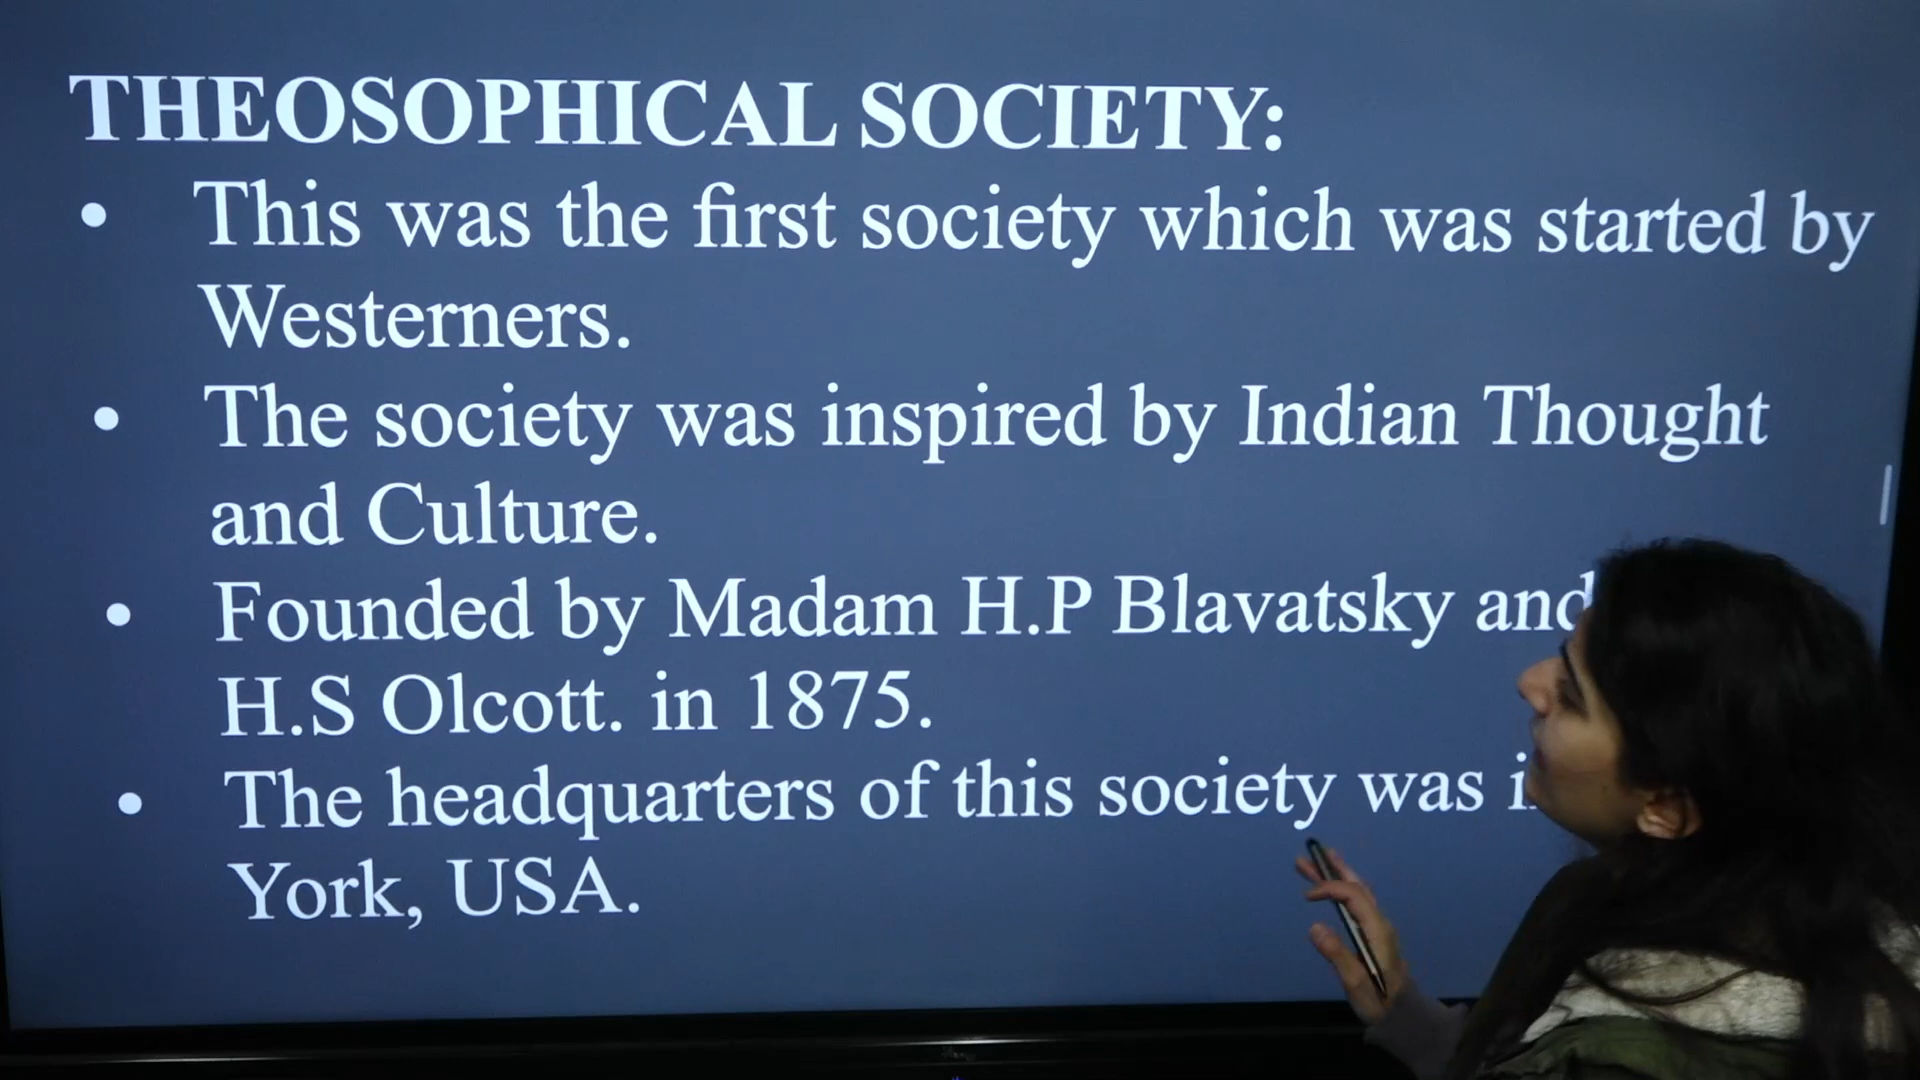 THEOSOPHICAL SOCIETY:
• This was the first society which was started by
Westerners.
• The society was inspired by Indian Thought
and Culture.
• Founded by Madam H.P Blavatsky and
H.S Olcott. in 1875.
• The headquarters of this society was
York, USA.